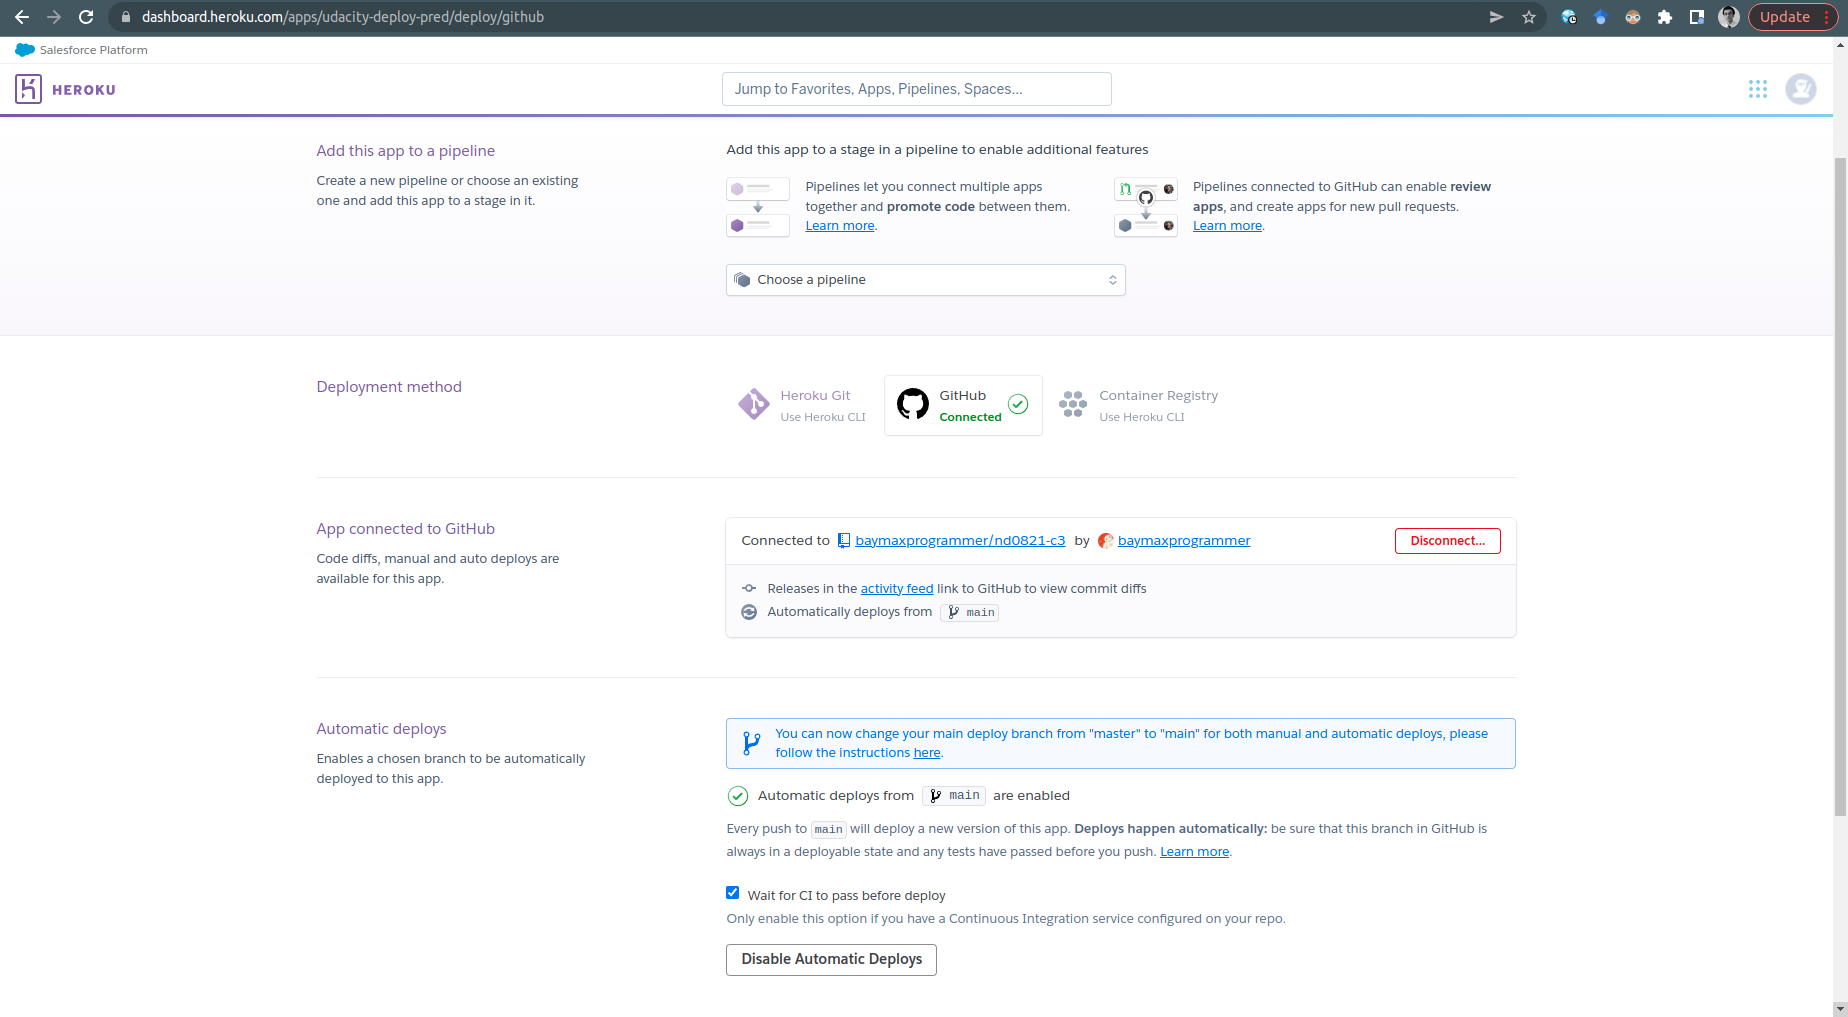 dashboard.heroku.com/apps/udacity-deploy-pred/deploy/github
Update
Salesforce Platform
HEROKU
Jump to Favorites, Apps, Pipelines, Spaces...
Add this app to a pipeline
Create a new pipeline or choose an existing
one and add this app to a stage in it.
Add this app to a stage in a pipeline to enable additional features
Pipelines let you connect multiple apps
together and promote code between them.
Learn more.
Pipelines connected to GitHub can enable review
apps, and create apps for new pull requests.
Learn more.
Choose a pipeline
Deployment method
Heroku Git
Use Heroku CLI
GitHub
Connected
Container Registry
Use Heroku CLI
App connected to GitHub
Code diffs, manual and auto deploys are
available for this app.
Connected to baymaxprogrammer/nd0821-c3 by baymaxprogrammer
Disconnect...
Releases in the activity feed link to GitHub to view commit diffs
Automatically deploys from main
Automatic deploys
Enables a chosen branch to be automatically
deployed to this app.
You can now change your main deploy branch from "master" to "main" for both manual and automatic deploys, please
follow the instructions here.
Automatic deploys from main are enabled
Every push to main will deploy a new version of this app. Deploys happen automatically: be sure that this branch in GitHub is
always in a deployable state and any tests have passed before you push. Learn more.
Wait for CI to pass before deploy
Only enable this option if you have a Continuous Integration service configured on your repo.
Disable Automatic Deploys